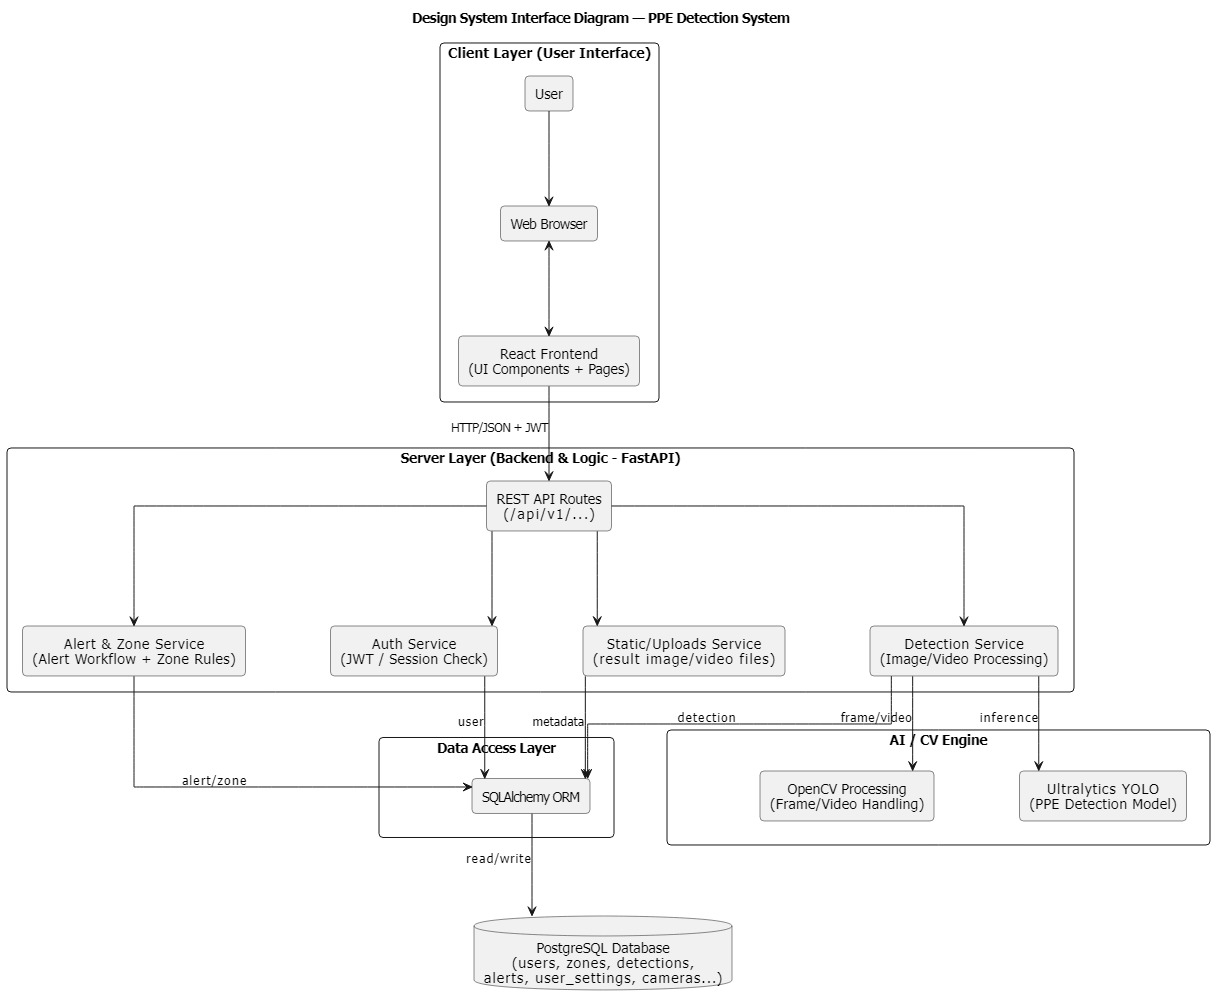 Design System Interface Diagram — PPE Detection System
Client Layer (User Interface)
User
Web Browser
React Frontend
(UI Components + Pages)
HTTP/JSON + JWT
Server Layer (Backend & Logic - FastAPI)
REST API Routes
(/api/v1/...)
Alert & Zone Service
(Alert Workflow + Zone Rules)
Auth Service
(JWT / Session Check)
Static/Uploads Service
(result image/video files)
Detection Service
(Image/Video Processing)
user
metadata
detection
frame/video
inference
Data Access Layer
AI / CV Engine
alert/zone
SQLAlchemy ORM
OpenCV Processing
(Frame/Video Handling)
Ultralytics YOLO
(PPE Detection Model)
read/write
PostgreSQL Database
(users, zones, detections,
alerts, user_settings, cameras...)